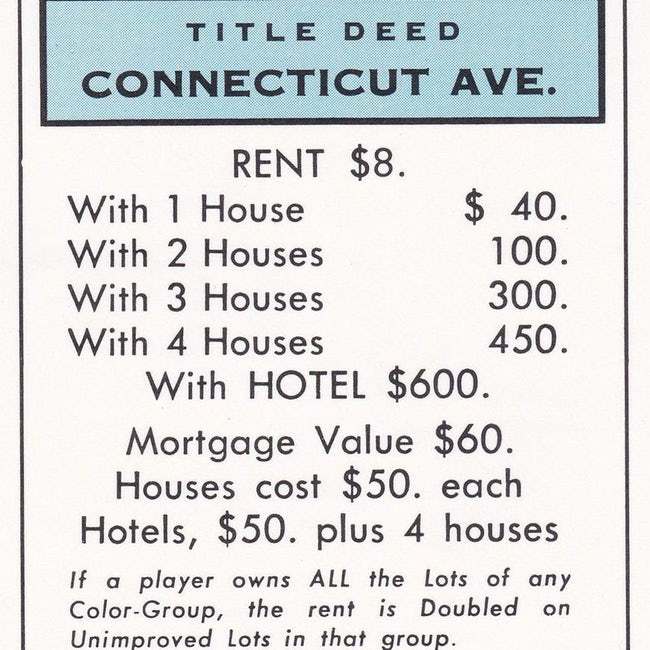 TITLE DEED
CONNECTICUT AVE.
RENT $8.
With 1 House $ 40.
With 2 Houses 100.
With 3 Houses 300.
With 4 Houses 450.
With HOTEL $600.
Mortgage Value $60.
Houses cost $50. each
Hotels, $50. plus 4 houses
If a player owns ALL the Lots of any
Color-Group, the rent is Doubled on
Unimproved Lots in that group.